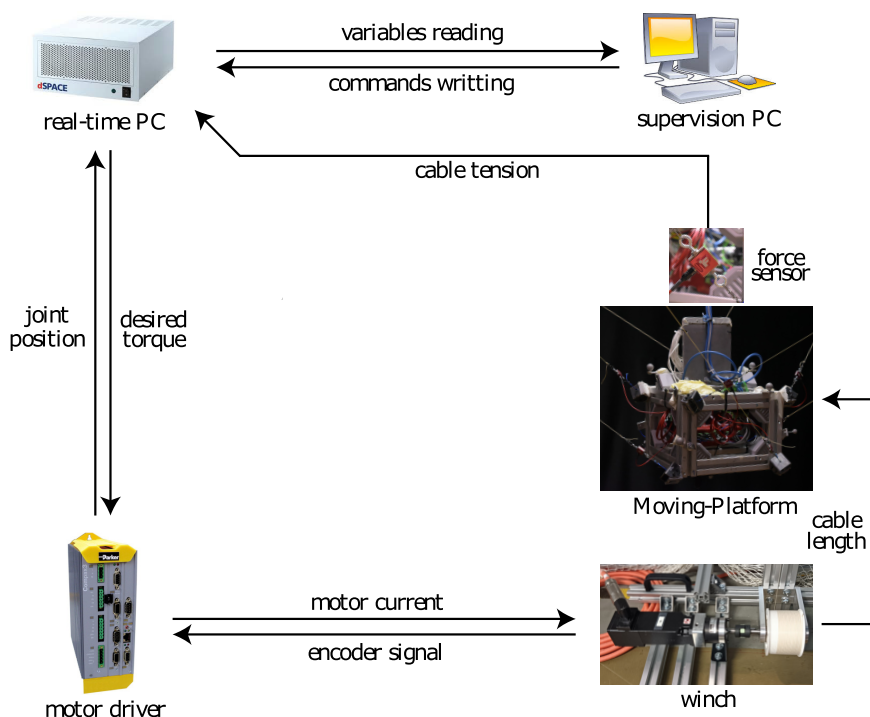 variables reading
commands writting
dSPACE
real-time PC
supervision PC
cable tension
force
sensor
joint
position
desired
torque
Moving-Platform
cable
length
Parker
motor current
encoder signal
motor driver
winch